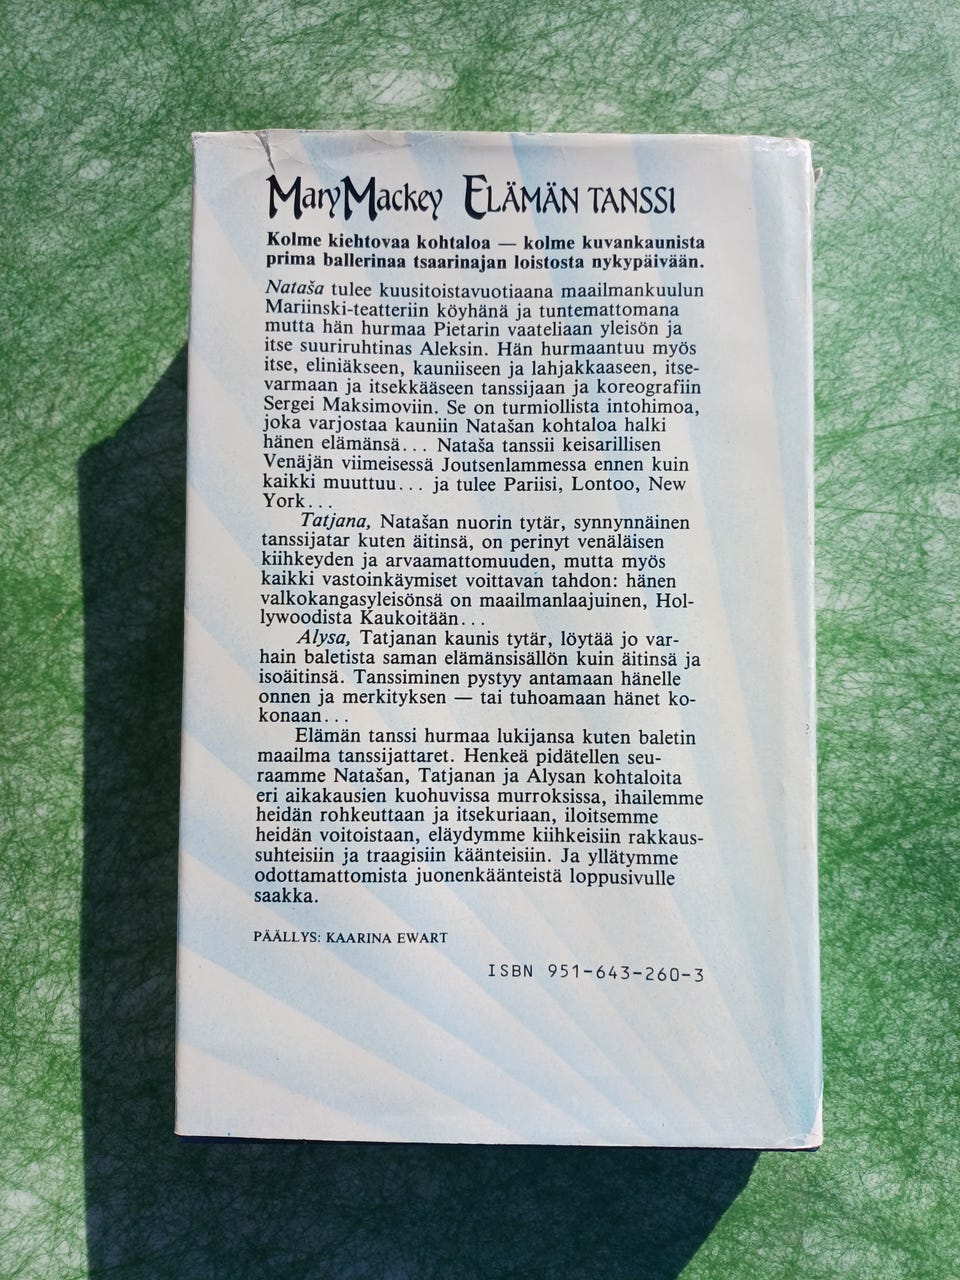 Mary Mackey ELÄMÄN TANSSI
Kolme kiehtovaa kohtaloa — kolme kuvankaunista
prima ballerinaa tsaarinajan loistosta nykypäivään.
Nataša tulee kuusitoistavuotiaana maailmankuulun
Mariinski-teatteriin köyhänä ja tuntemattomana
mutta hän hurmaa Pietarin vaateliaan yleisön ja
itse suuriruhtinas Aleksin. Hän hurmaantuu myös
itse, eliniäkseen, kauniiseen ja lahjakkaaseen, itse-
varmaan ja itsekkääseen tanssijaan ja koreografiin
Sergei Maksimoviin. Se on turmiollista intohimoa,
joka varjostaa kauniin Natašan kohtaloa halki
hänen elämänsä... Nataša tanssii keisarillisen
Venäjän viimeisessä Joutsenlammessa ennen kuin
kaikki muuttuu... ja tulee Pariisi, Lontoo, New
York...
Tatjana, Natašan nuorin tytär, synnynnäinen
tanssijatar kuten äitinsä, on perinyt venäläisen
kiihkeyden ja arvaamattomuuden, mutta myös
kaikki vastoinkäymiset voittavan tahdon: hänen
valkokangasyleisönsä on maailmanlaajuinen, Hol-
lywoodista Kaukoitään...
Alysa, Tatjanan kaunis tytär, löytää jo var-
hain baletista saman elämänsisällön kuin äitinsä ja
isoäitinsä. Tanssiminen pystyy antamaan hänelle
onnen ja merkityksen — tai tuhoamaan hänet ko-
konaan...
Elämän tanssi hurmaa lukijansa kuten baletin
maailma tanssijattaret. Henkeä pidätellen seu-
raamme Natašan, Tatjanan ja Alysan kohtaloita
eri aikakausien kuohuvissa murroksissa, ihailemme
heidän rohkeuttaan ja itsekuriaan, iloitsemme
heidän voitoistaan, eläydymme kiihkeisiin rakkaus-
suhteisiin ja traagisiin käänteisiin. Ja yllätymme
odottamattomista juonenkäänteistä loppusivulle
saakka.
PÄÄLLYS: KAARINA EWART
ISBN 951-643-260-3